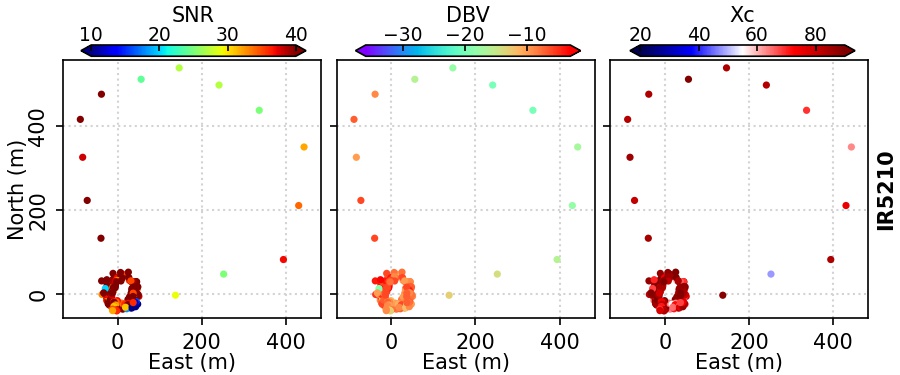 SNR DBV Xc
10 20 30 40 −30 −20 −10 20 40 60 80
400
200
0
North (m)
IR5210
0 200 400 0 200 400 0 200 400
East (m) East (m) East (m)